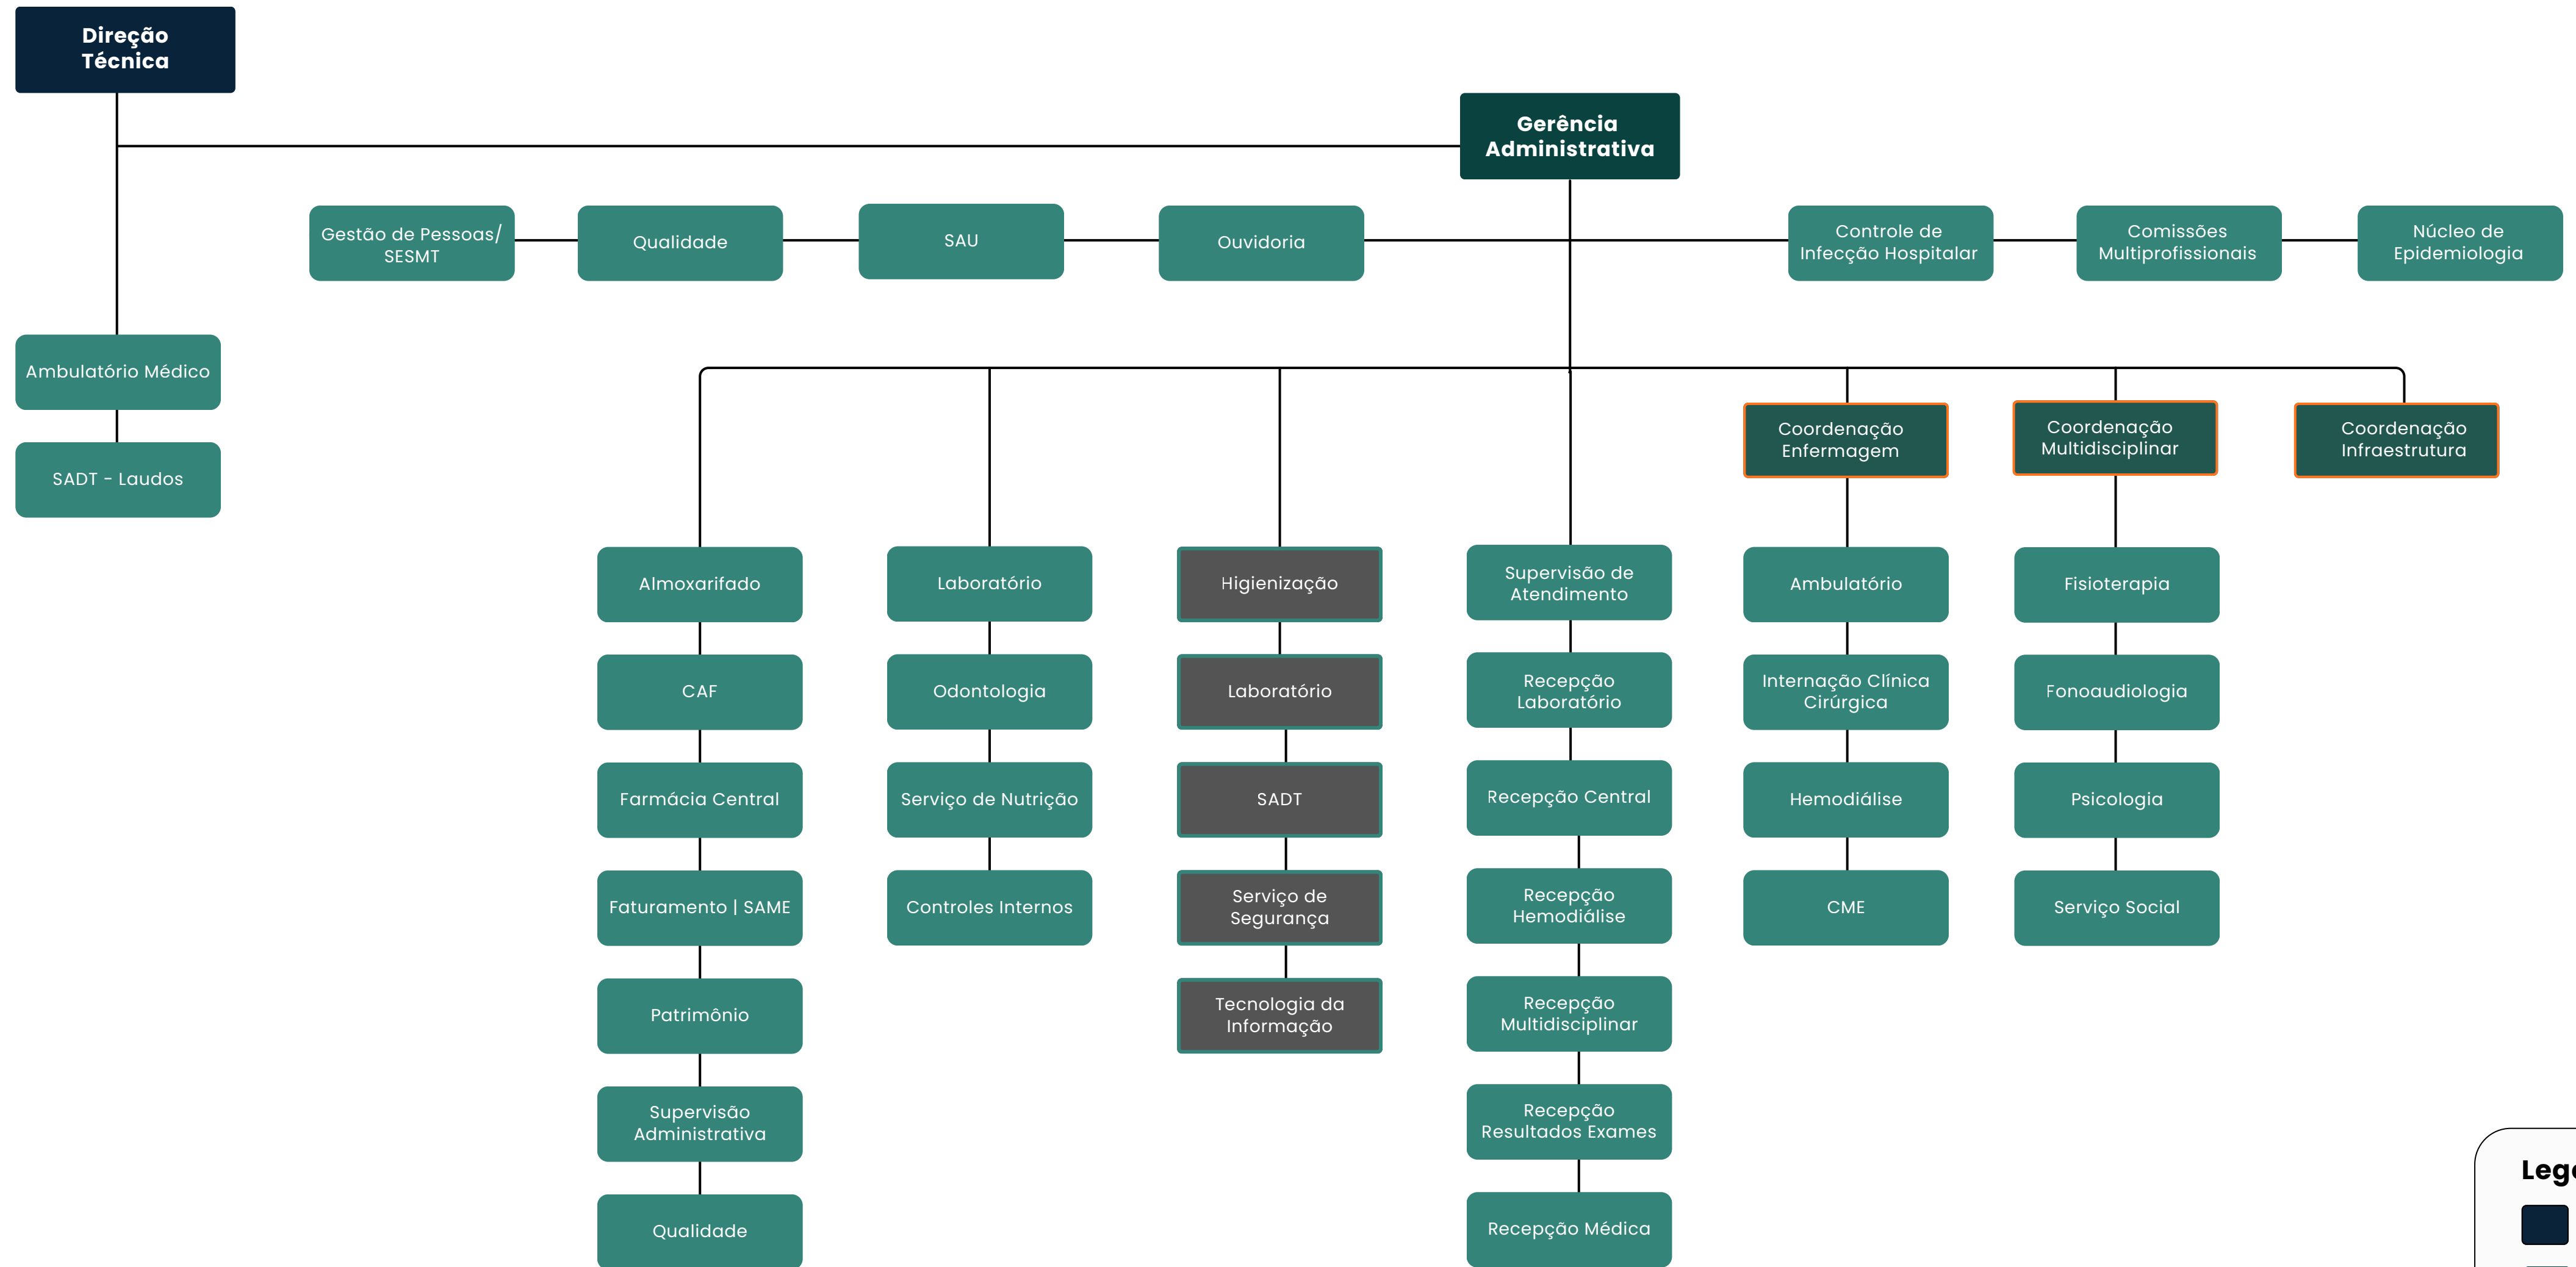 Direção
Técnica
Gerência
Administrativa
Gestão de Pessoas/
SESMT
Qualidade
SAU
Ouvidoria
Controle de
Infecção Hospitalar
Comissões
Multiprofissionais
Núcleo de
Epidemiologia
Ambulatório Médico
SADT - Laudos
Coordenação
Enfermagem
Coordenação
Multidisciplinar
Coordenação
Infraestrutura
Almoxarifado
CAF
Farmácia Central
Faturamento | SAME
Patrimônio
Supervisão
Administrativa
Qualidade
Laboratório
Odontologia
Serviço de Nutrição
Controles Internos
Higienização
Laboratório
SADT
Serviço de
Segurança
Tecnologia da
Informação
Supervisão de
Atendimento
Recepção
Laboratório
Recepção Central
Recepção
Hemodiálise
Recepção
Multidisciplinar
Recepção
Resultados Exames
Recepção Médica
Ambulatório
Internação Clínica
Cirúrgica
Hemodiálise
CME
Fisioterapia
Fonoaudiologia
Psicologia
Serviço Social